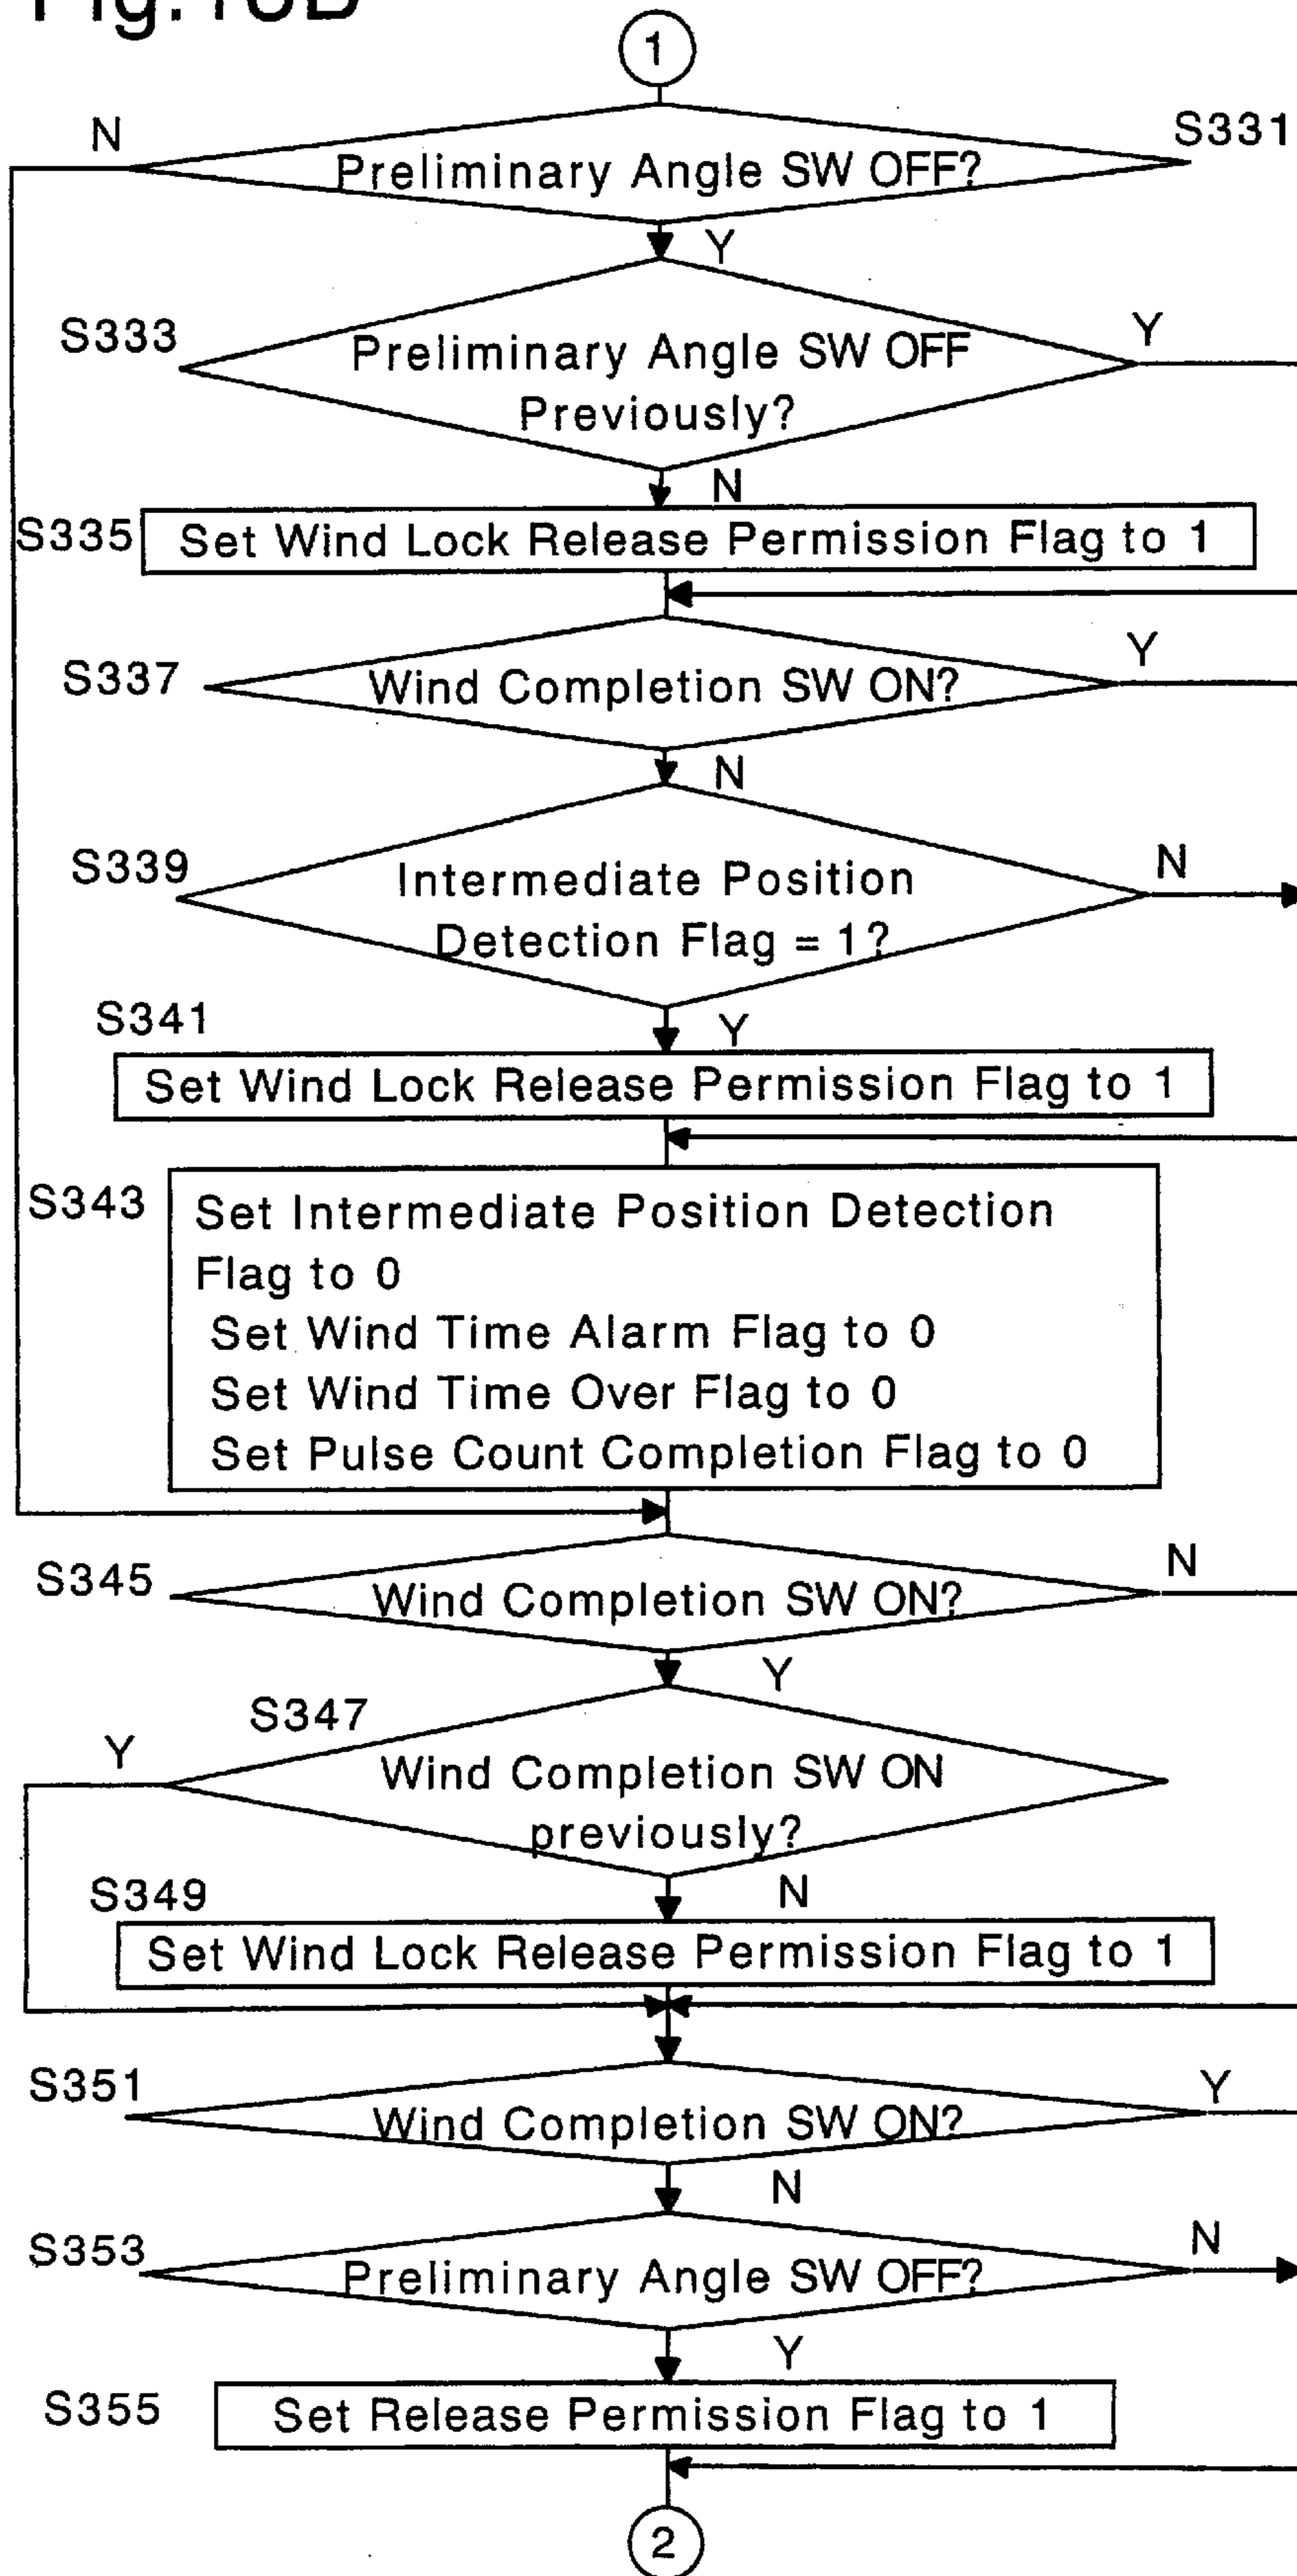 1
N
S331
Preliminary Angle SW OFF?
Y
S333
Preliminary Angle SW OFF
Previously?
Y
N
S335
Set Wind Lock Release Permission Flag to 1
S337
Wind Completion SW ON?
Y
N
S339
Intermediate Position
Detection Flag = 1?
N
Y
S341
Set Wind Lock Release Permission Flag to 1
S343
Set Intermediate Position Detection
Flag to 0
Set Wind Time Alarm Flag to 0
Set Wind Time Over Flag to 0
Set Pulse Count Completion Flag to 0
S345
Wind Completion SW ON?
N
Y
S347
Y
Wind Completion SW ON
previously?
N
S349
Set Wind Lock Release Permission Flag to 1
S351
Wind Completion SW ON?
Y
N
S353
Preliminary Angle SW OFF?
N
Y
S355
Set Release Permission Flag to 1
2